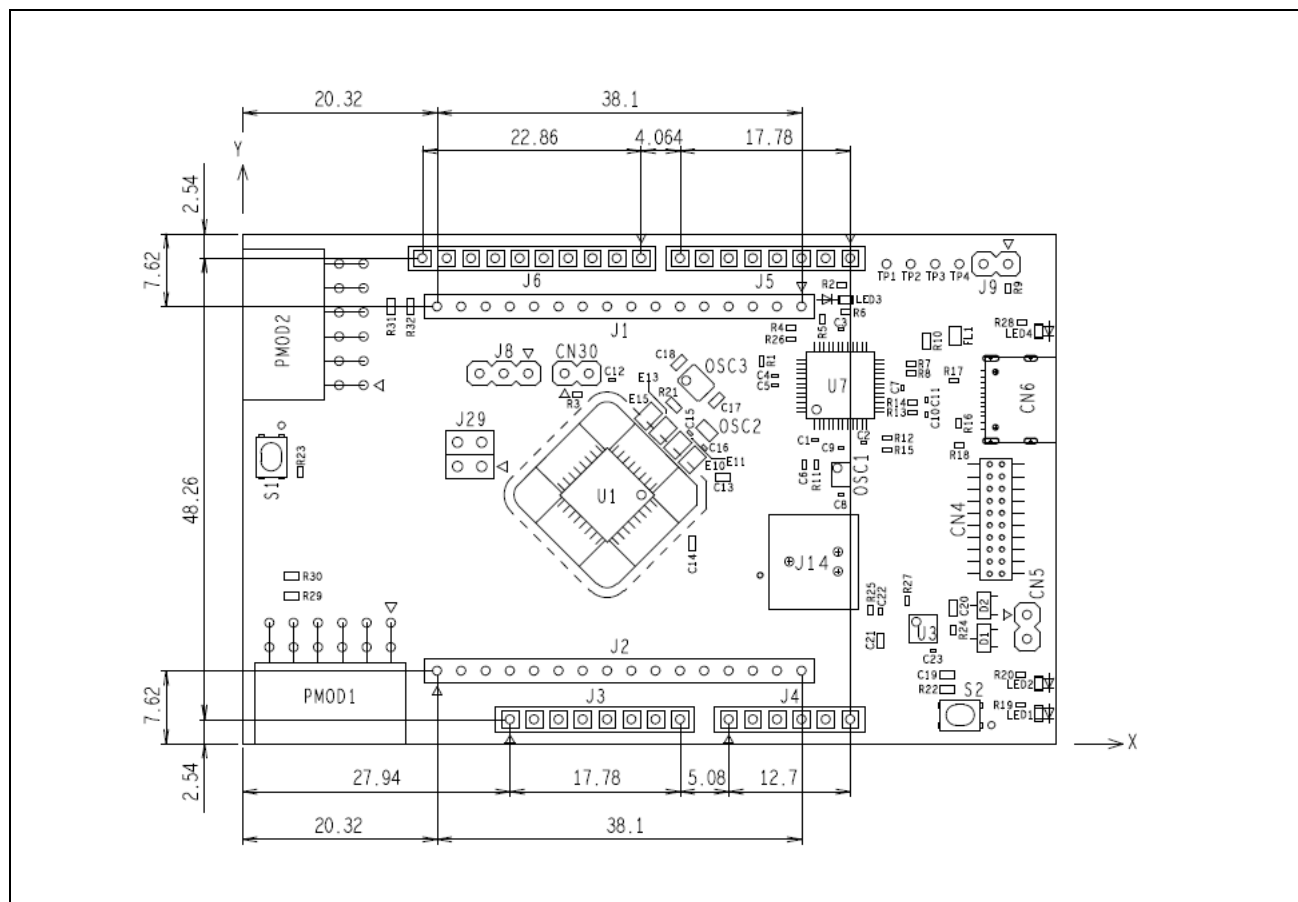 20.32 38.1
22.86 4.064 17.78
Y
2.54
7.62
48.26
7.62
2.54
PMOD2
R31
R32
J6
J5
TP1 TP2 TP3 TP4
J9
R9
R2
LED3
R6
J1
R5
C3
R4
R26
R10
FL1
R28
LED4
J8
CN30
C12
R3
E13
E15
R21
C18
OSC3
C17
R1
C4
C5
U7
R7
R8
C7
R17
CN6
R14
R13
C11
C10
R16
J29
OSC2
C15
C16
E10
E11
C13
C1
C9
C2
R12
R15
R18
S1
R23
U1
C6
R11
OSC1
C8
CN4
C14
J14
R30
R29
R25
C22
R27
C20
D2
CN5
R24
D1
C21
U3
C23
J2
PMOD1
J3
J4
C19
R22
S2
R20
LED2
R19
LED1
X
27.94 17.78 5.08 12.7
20.32 38.1